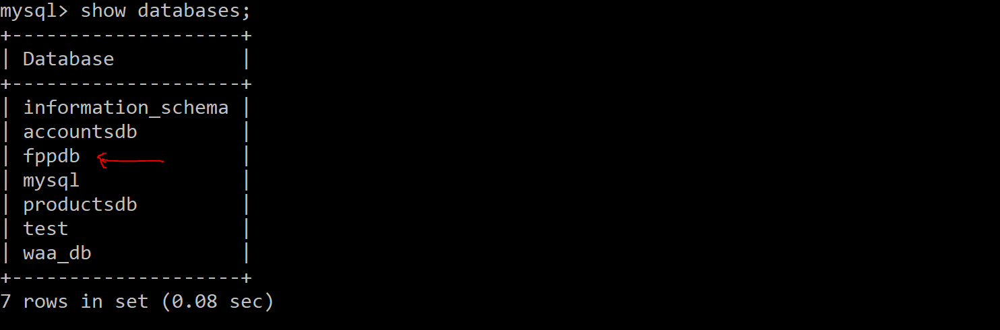 mysql> show databases;
+--------------------+
| Database           |
+--------------------+
| information_schema |
| accountsdb         |
| fppdb              |
| mysql              |
| productsdb         |
| test               |
| waa_db             |
+--------------------+
7 rows in set (0.08 sec)